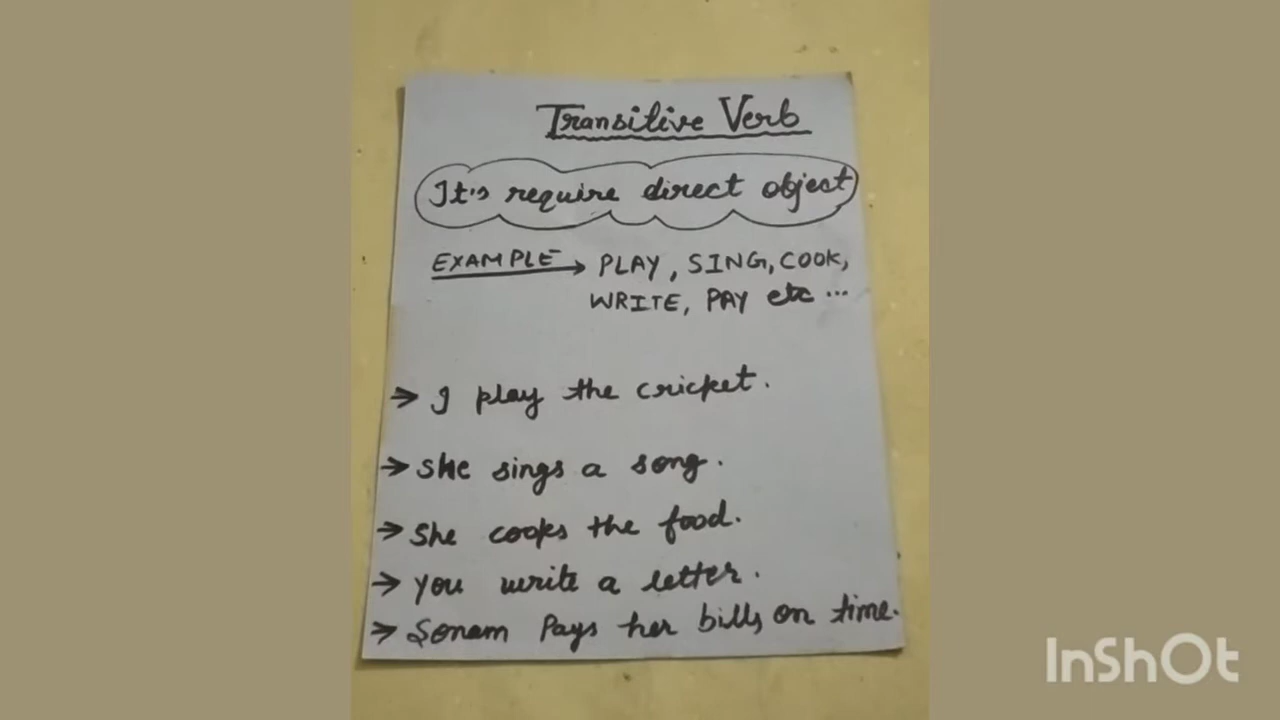 Transitive Verb
It's require direct object
EXAMPLE → PLAY, SING, COOK,
WRITE, PAY etc ...
→ I play the cricket.
→ She sings a song.
→ She cooks the food.
→ You write a letter.
→ Sonam Pays her bills on time.
InShOt